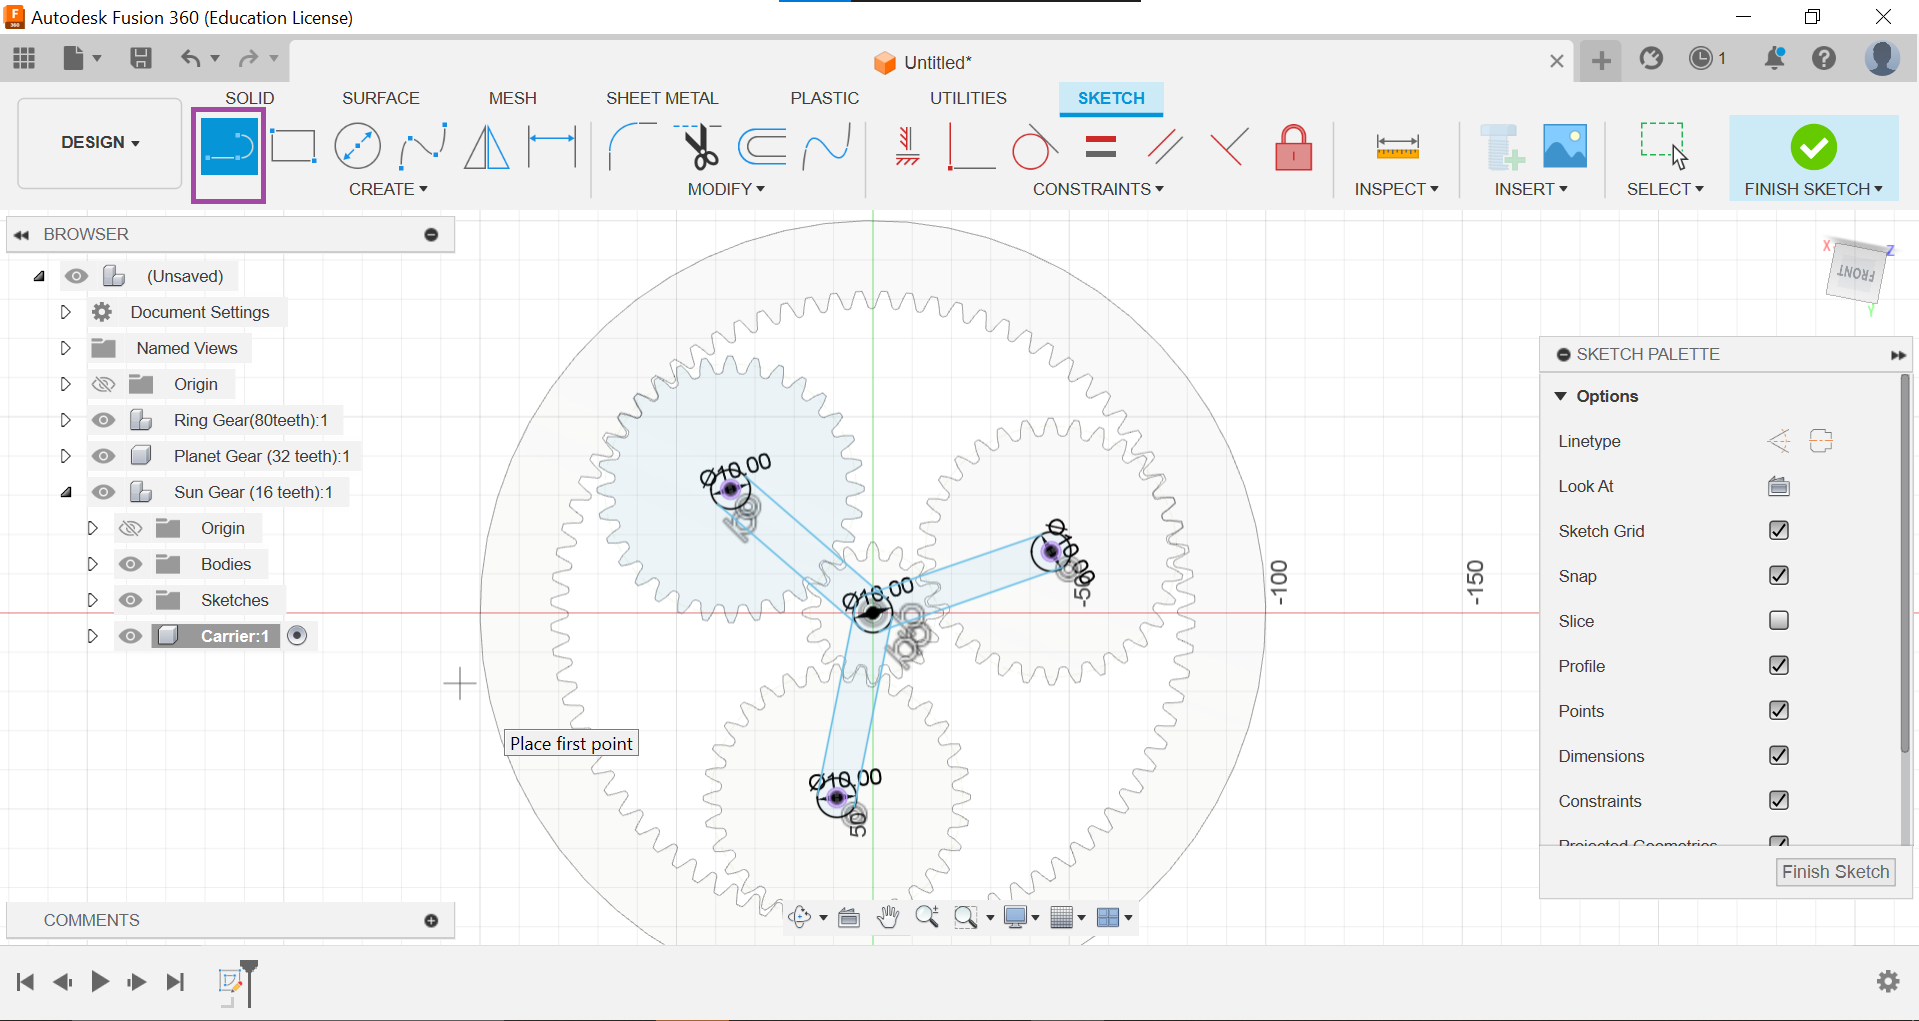 Autodesk Fusion 360 (Education License)
Untitled*
1
SOLID SURFACE MESH SHEET METAL PLASTIC UTILITIES SKETCH
DESIGN
CREATE MODIFY CONSTRAINTS INSPECT INSERT SELECT FINISH SKETCH
BROWSER
(Unsaved)
Document Settings
Named Views
Origin
Ring Gear(80teeth):1
Planet Gear (32 teeth):1
Sun Gear (16 teeth):1
Origin
Bodies
Sketches
Carrier:1
Place first point
Ø10.00
Ø10.00
Ø10.00
Ø10.00
-50
-100
-150
50
X
Z
FRONT
Y
SKETCH PALETTE
Options
Linetype
Look At
Sketch Grid
Snap
Slice
Profile
Points
Dimensions
Constraints
Projected Geometries
Finish Sketch
COMMENTS